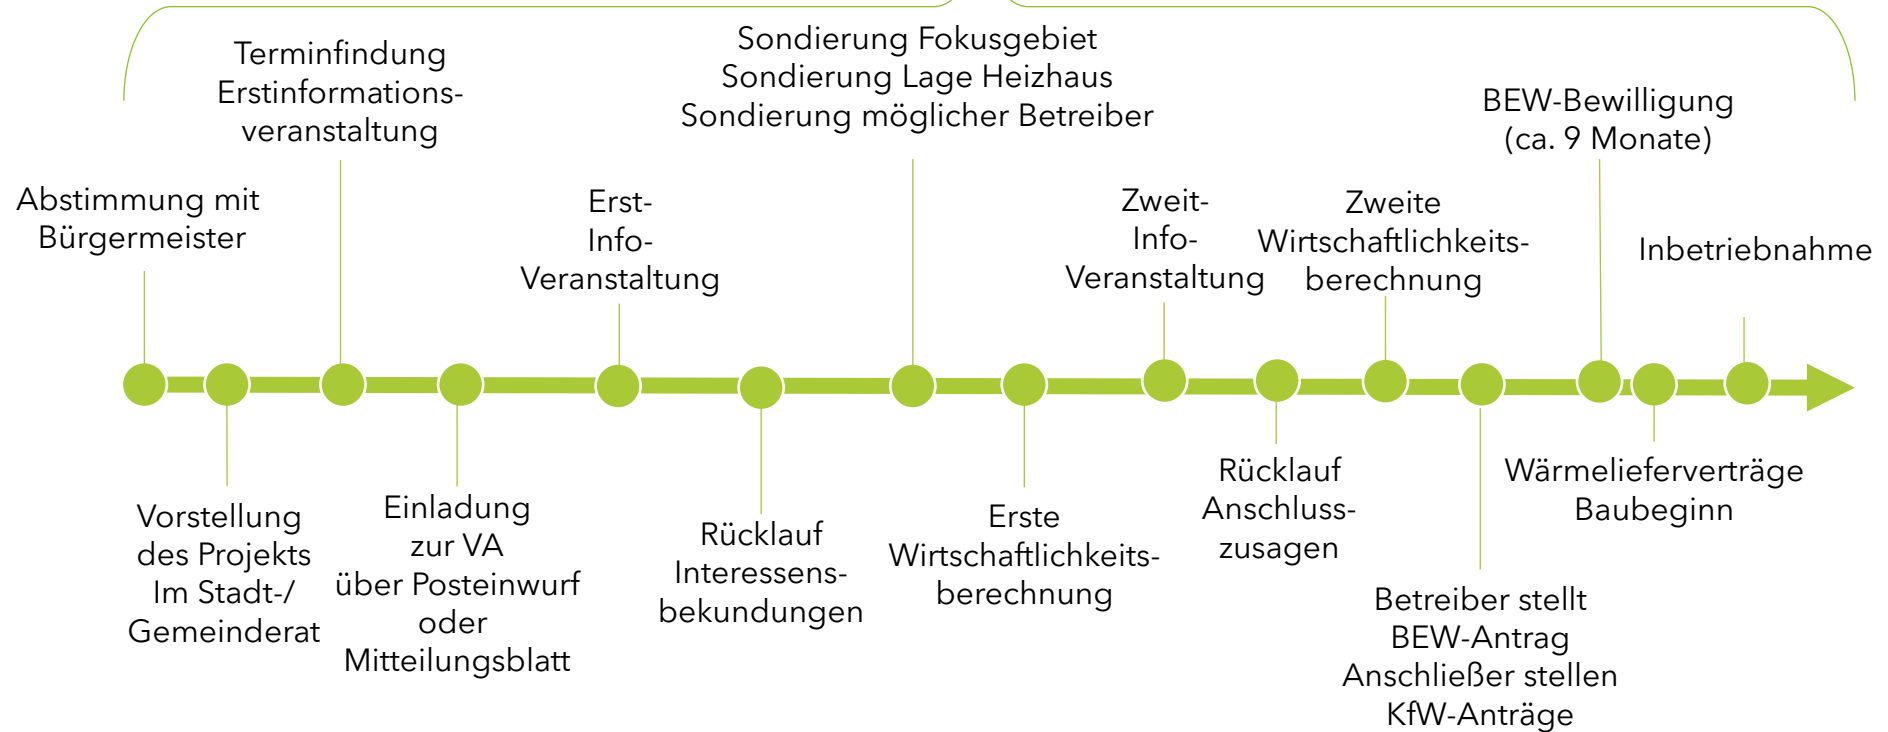 Abstimmung mit
Bürgermeister
Vorstellung
des Projekts
Im Stadt-/
Gemeinderat
Terminfindung
Erstinformations-
veranstaltung
Einladung
zur VA
über Posteinwurf
oder
Mitteilungsblatt
Erst-
Info-
Veranstaltung
Rücklauf
Interessens-
bekundungen
Sondierung Fokusgebiet
Sondierung Lage Heizhaus
Sondierung möglicher Betreiber
Erste
Wirtschaftlichkeits-
berechnung
Zweit-
Info-
Veranstaltung
Rücklauf
Anschluss-
zusagen
Zweite
Wirtschaftlichkeits-
berechnung
Betreiber stellt
BEW-Antrag
Anschließer stellen
KfW-Anträge
BEW-Bewilligung
(ca. 9 Monate)
Wärmelieferverträge
Baubeginn
Inbetriebnahme